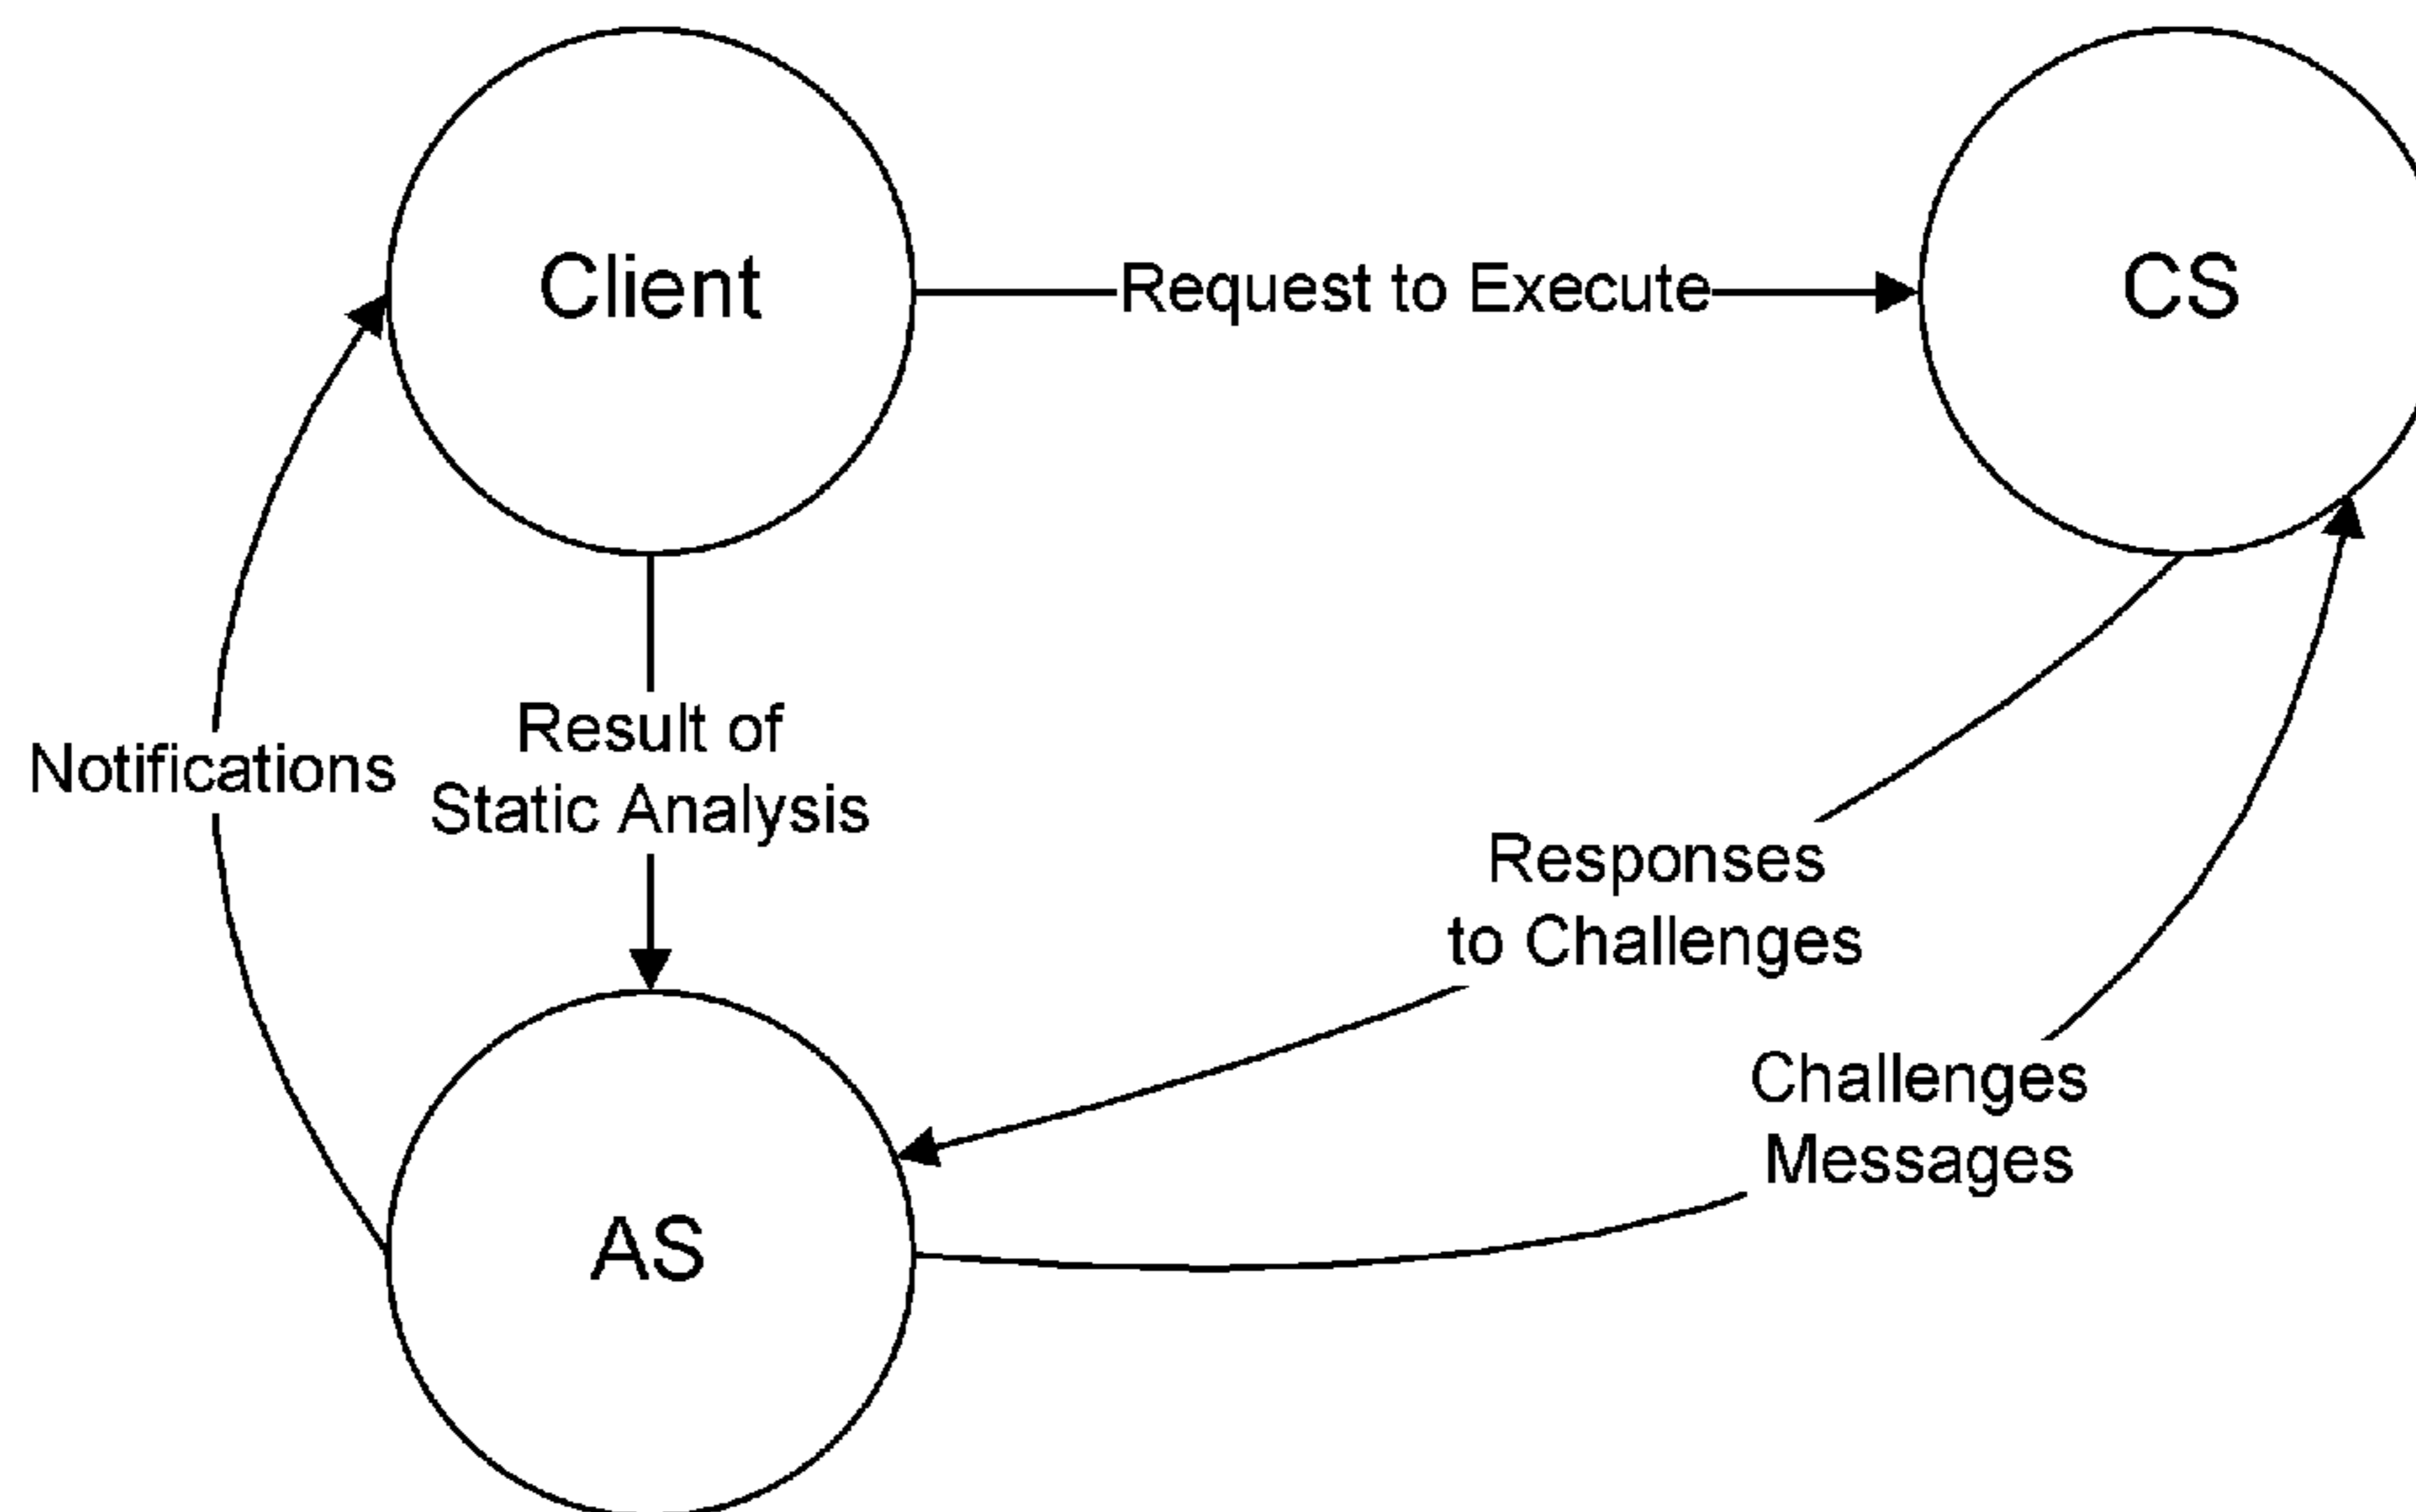 Client
Request to Execute
CS
Notifications
Result of
Static Analysis
Responses
to Challenges
Challenges
Messages
AS